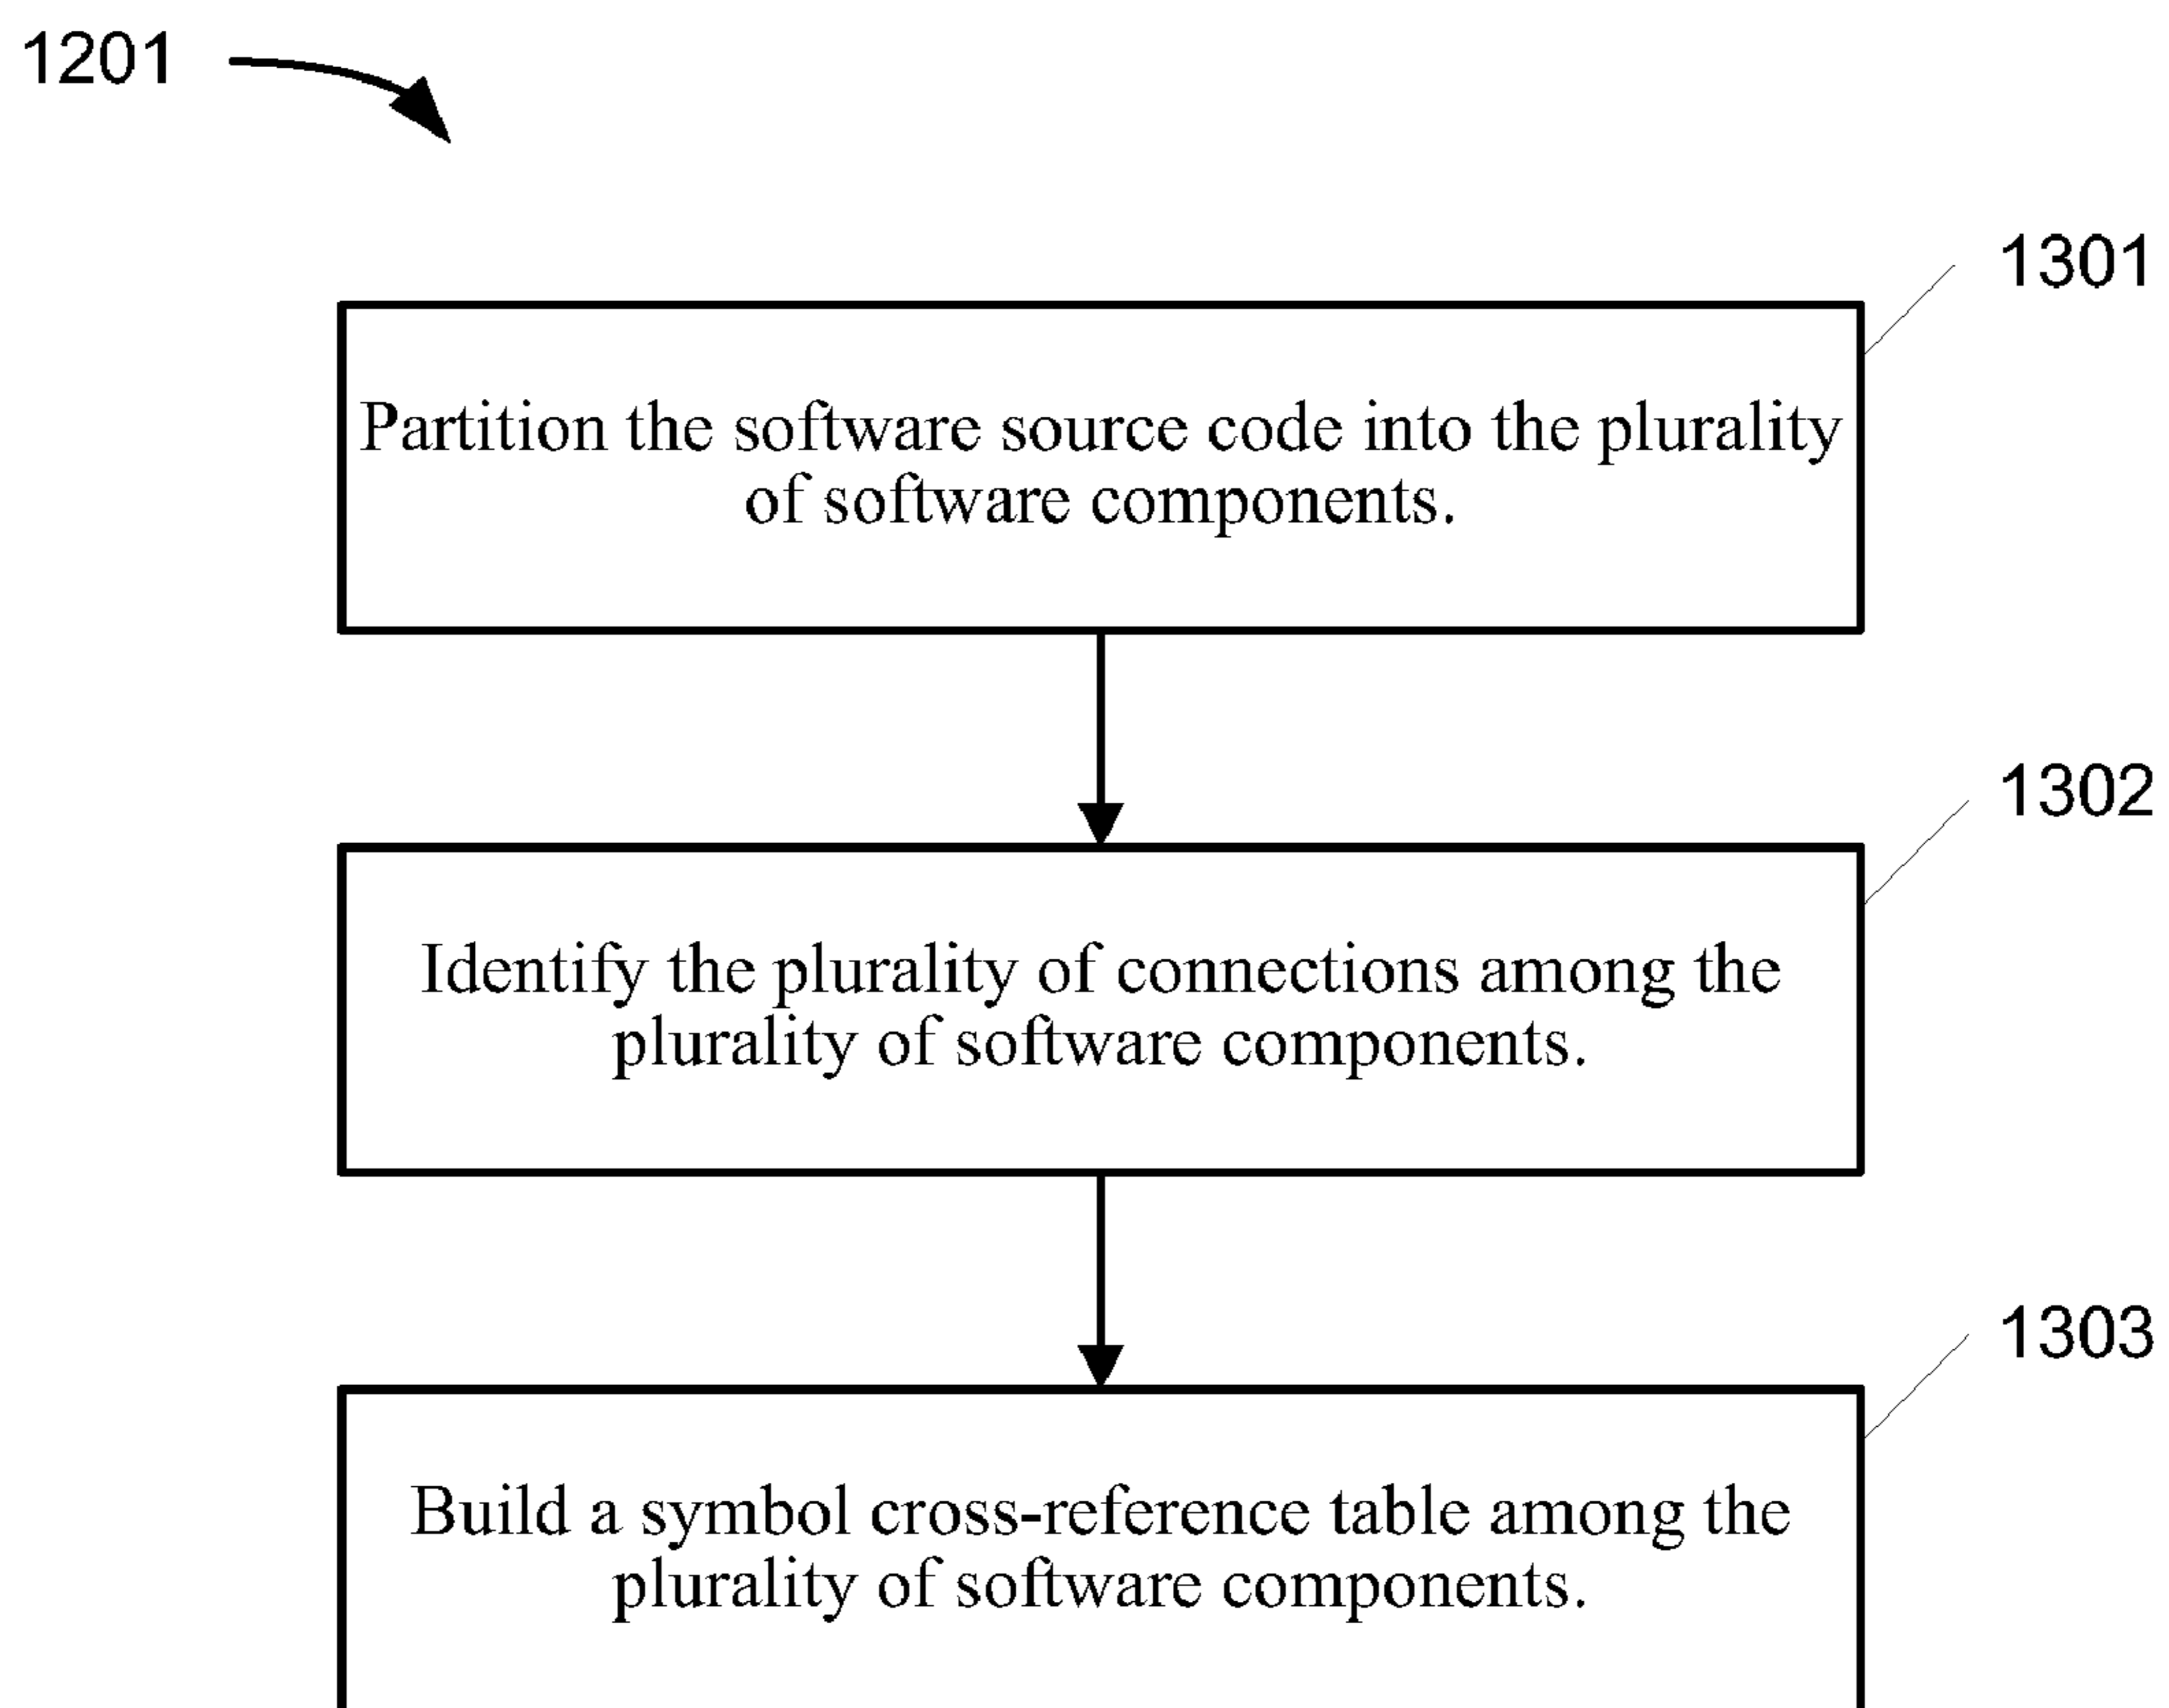 1201
1301
Partition the software source code into the plurality
of software components.
1302
Identify the plurality of connections among the
plurality of software components.
1303
Build a symbol cross-reference table among the
plurality of software components.